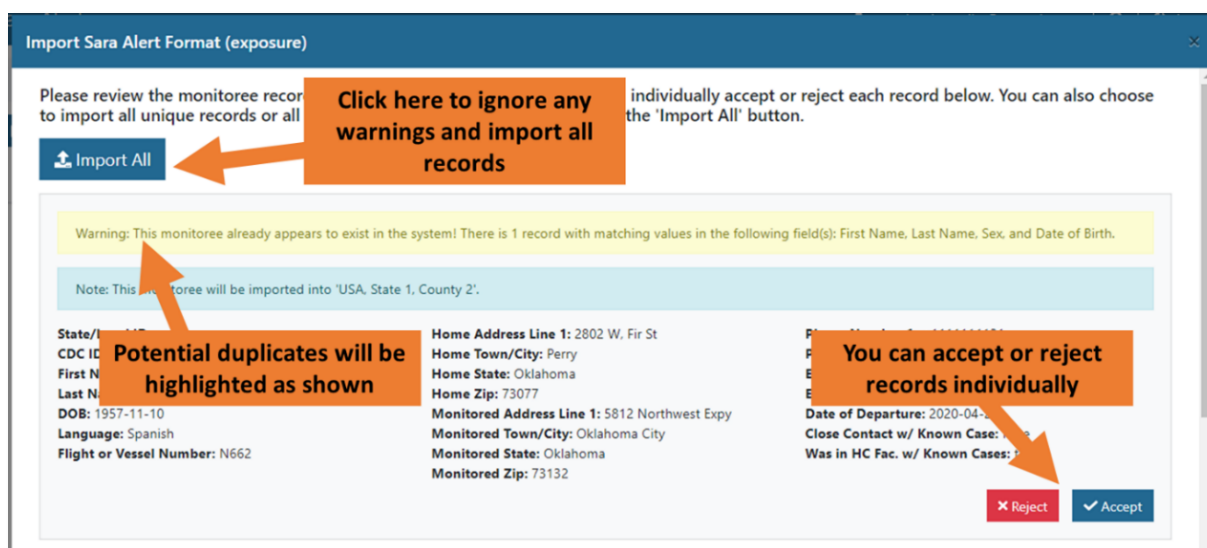 Import Sara Alert Format (exposure)
×
Please review the monitoree recor
individually accept or reject each record below. You can also choose
to import all unique records or all
the 'Import All' button.
Click here to ignore any
warnings and import all
records
Import All
Warning: This monitoree already appears to exist in the system! There is 1 record with matching values in the following field(s): First Name, Last Name, Sex, and Date of Birth.
Note: This monitoree will be imported into 'USA, State 1, County 2'.
State/
CDC ID
First N
Last Na
DOB: 1957-11-10
Language: Spanish
Flight or Vessel Number: N662
Potential duplicates will be
highlighted as shown
Home Address Line 1: 2802 W. Fir St
Home Town/City: Perry
Home State: Oklahoma
Home Zip: 73077
Monitored Address Line 1: 5812 Northwest Expy
Monitored Town/City: Oklahoma City
Monitored State: Oklahoma
Monitored Zip: 73132
You can accept or reject
records individually
Date of Departure: 2020-04-
Close Contact w/ Known Case:
Was in HC Fac. w/ Known Cases:
Reject
Accept